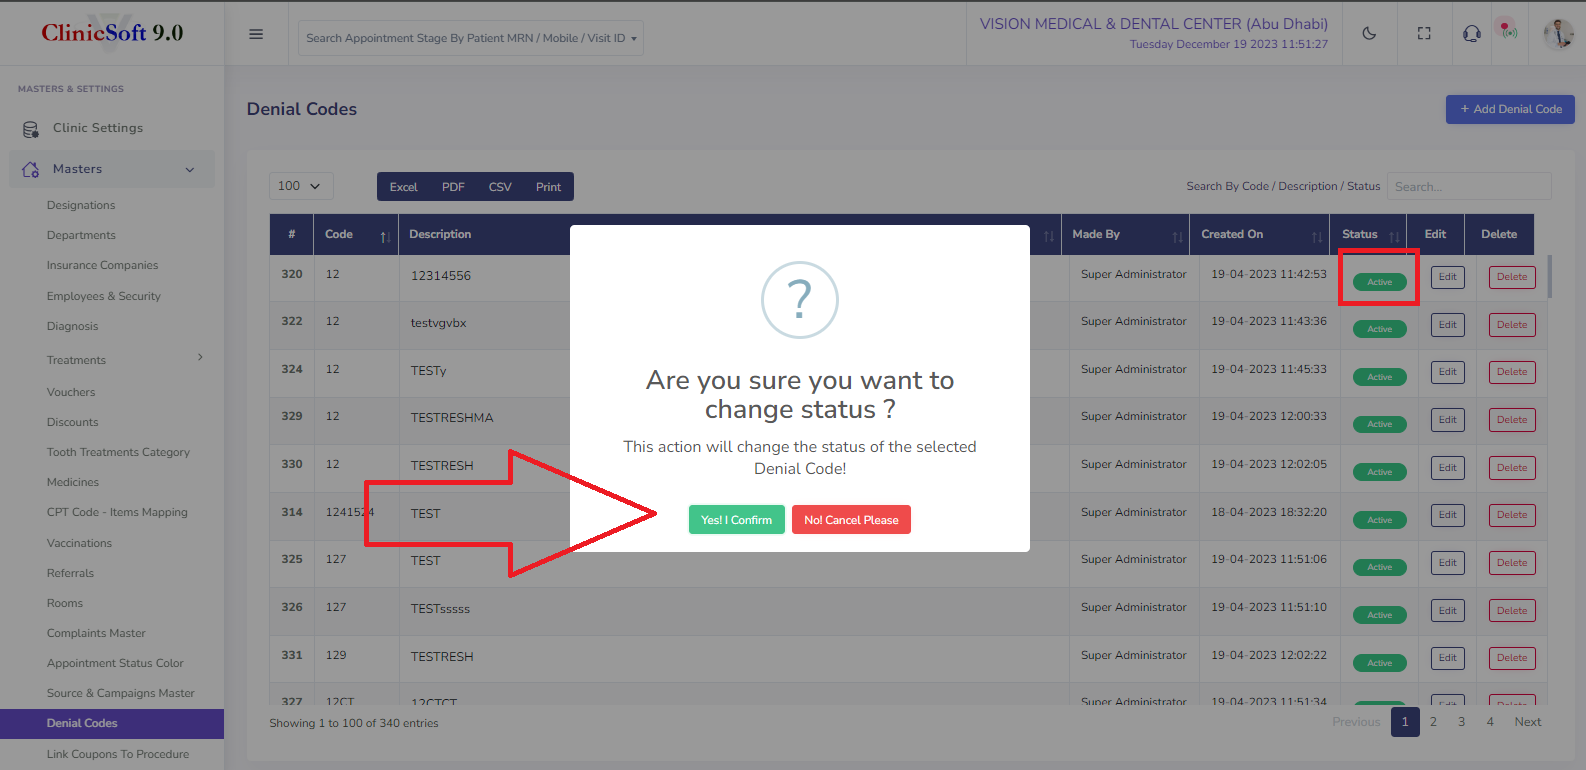 ClinicSoft 9.0
Search Appointment Stage By Patient MRN / Mobile / Visit ID
VISION MEDICAL & DENTAL CENTER (Abu Dhabi)
Tuesday December 19 2023 11:51:27
MASTERS & SETTINGS
Clinic Settings
Masters
Designations
Departments
Insurance Companies
Employees & Security
Diagnosis
Treatments
Vouchers
Discounts
Tooth Treatments Category
Medicines
CPT Code - Items Mapping
Vaccinations
Referrals
Rooms
Complaints Master
Appointment Status Color
Source & Campaigns Master
Denial Codes
Link Coupons To Procedure
Denial Codes
+ Add Denial Code
100
Excel PDF CSV Print
Search By Code / Description / Status Search...
# Code Description Made By Created On Status Edit Delete
320 12 12314556 Super Administrator 19-04-2023 11:42:53 Active Edit Delete
322 12 testvgvbx Super Administrator 19-04-2023 11:43:36 Active Edit Delete
324 12 TESTy Super Administrator 19-04-2023 11:45:33 Active Edit Delete
329 12 TESTRESHMA Super Administrator 19-04-2023 12:00:33 Active Edit Delete
330 12 TESTRESH Super Administrator 19-04-2023 12:02:05 Active Edit Delete
314 1241524 TEST Super Administrator 18-04-2023 18:32:20 Active Edit Delete
325 127 TEST Super Administrator 19-04-2023 11:51:06 Active Edit Delete
326 127 TESTsssss Super Administrator 19-04-2023 11:51:10 Active Edit Delete
331 129 TESTRESH Super Administrator 19-04-2023 12:02:22 Active Edit Delete
327 12CT 12CTCT Super Administrator 19-04-2023 11:51:34 Edit Delete
?
Are you sure you want to
change status ?
This action will change the status of the selected
Denial Code!
Yes! I Confirm No! Cancel Please
Showing 1 to 100 of 340 entries
Previous 1 2 3 4 Next